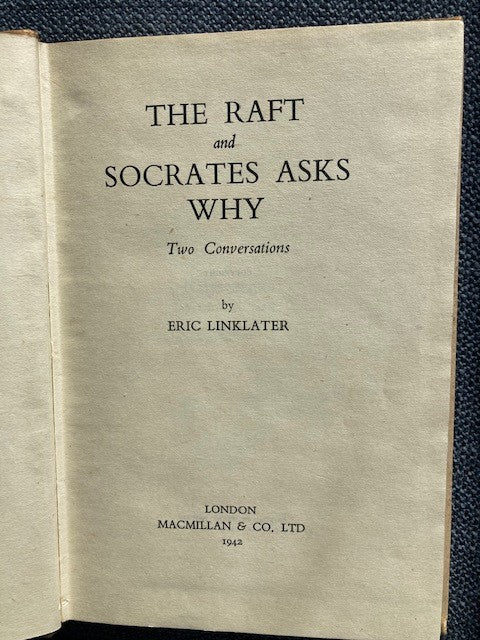 THE RAFT
and
SOCRATES ASKS
WHY
Two Conversations
by
ERIC LINKLATER
LONDON
MACMILLAN & CO. LTD
1942